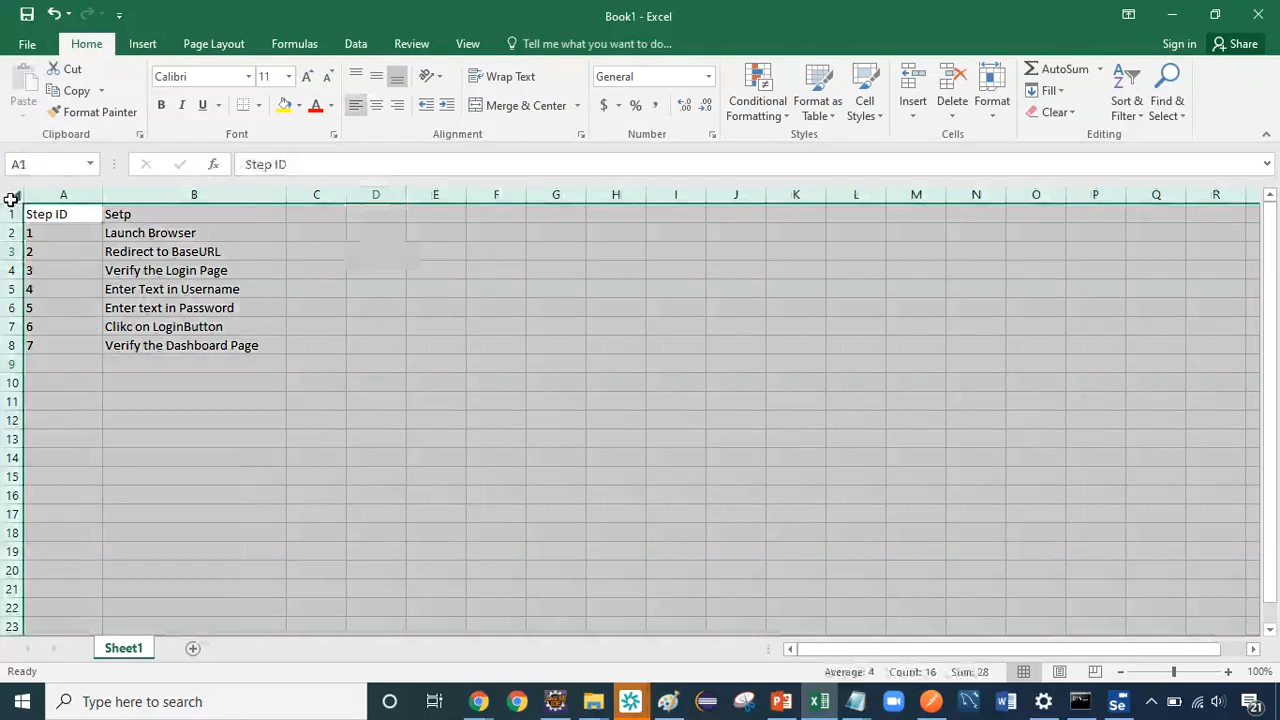 Book1 - Excel
File Home Insert Page Layout Formulas Data Review View Tell me what you want to do... Sign in Share
Paste Cut Copy Format Painter Clipboard
Calibri 11 A A B I U A Font
Wrap Text Merge & Center Alignment
General $ % , Number
Conditional Formatting Format as Table Cell Styles Styles
Insert Delete Format Cells
AutoSum Fill Clear Sort & Filter Find & Select Editing
A1 fx Step ID
A B C D E F G H I J K L M N O P Q R
1 Step ID Setp
2 1 Launch Browser
3 2 Redirect to BaseURL
4 3 Verify the Login Page
5 4 Enter Text in Username
6 5 Enter text in Password
7 6 Clikc on LoginButton
8 7 Verify the Dashboard Page
9
10
11
12
13
14
15
16
17
18
19
20
21
22
23
Sheet1
Ready Average: 4 Count: 16 Sum: 28 100%
Type here to search 21